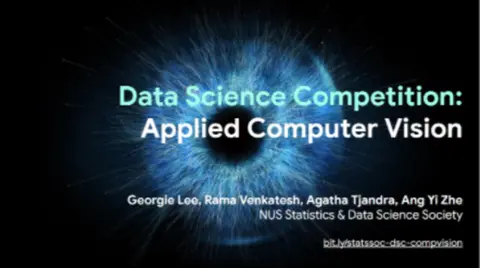 Data Science Competition:
Applied Computer Vision
Georgie Lee, Rama Venkatesh, Agatha Tjandra, Ang Yi Zhe
NUS Statistics & Data Science Society
bit.ly/statssoc-dsc-compvision